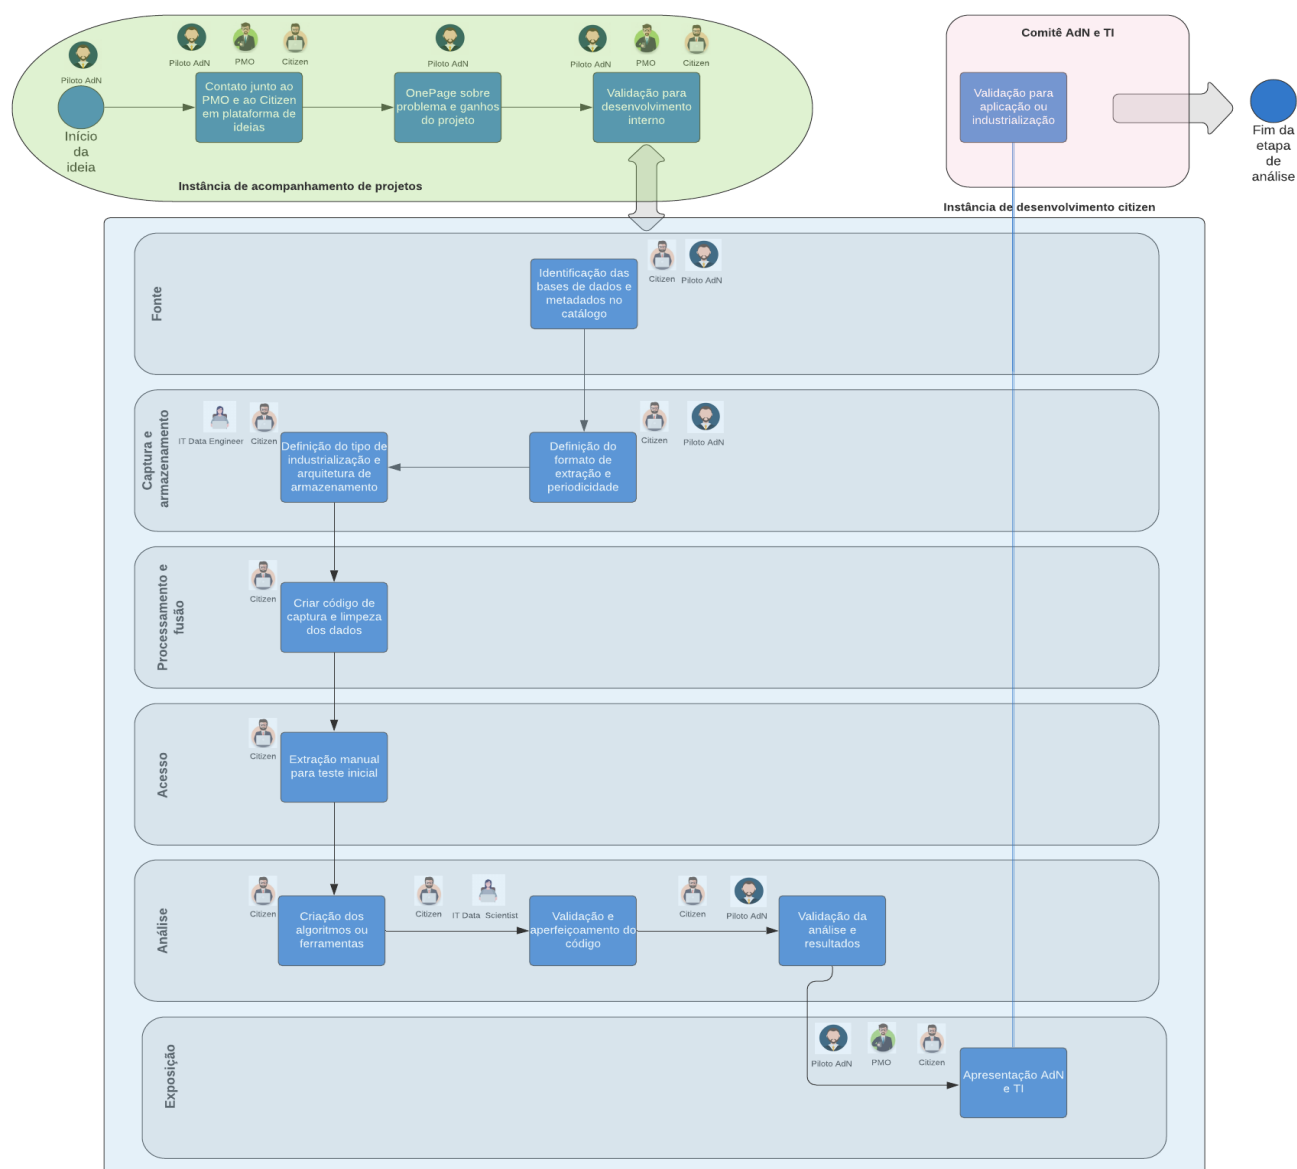 Piloto AdN
Início
da
ideia
Piloto AdN
PMO
Citizen
Contato junto ao
PMO e ao Citizen
em plataforma de
ideias
Piloto AdN
OnePage sobre
problema e ganhos
do projeto
Piloto AdN
PMO
Citizen
Validação para
desenvolvimento
interno
Instância de acompanhamento de projetos
Comitê AdN e TI
Validação para
aplicação ou
industrialização
Fim da
etapa
de
análise
Instância de desenvolvimento citizen
Fonte
Identificação das
bases de dados e
metadados no
catálogo
Citizen
Piloto AdN
Captura e
armazenamento
IT Data Engineer
Citizen
Definição do tipo de
industrialização e
arquitetura de
armazenamento
Definição do
formato de
extração e
periodicidade
Citizen
Piloto AdN
Processamento e
fusão
Citizen
Criar código de
captura e limpeza
dos dados
Acesso
Citizen
Extração manual
para teste inicial
Análise
Citizen
Criação dos
algoritmos ou
ferramentas
Citizen
IT Data Scientist
Validação e
aperfeiçoamento do
código
Citizen
Piloto AdN
Validação da
análise e
resultados
Exposição
Piloto AdN
PMO
Citizen
Apresentação AdN
e TI